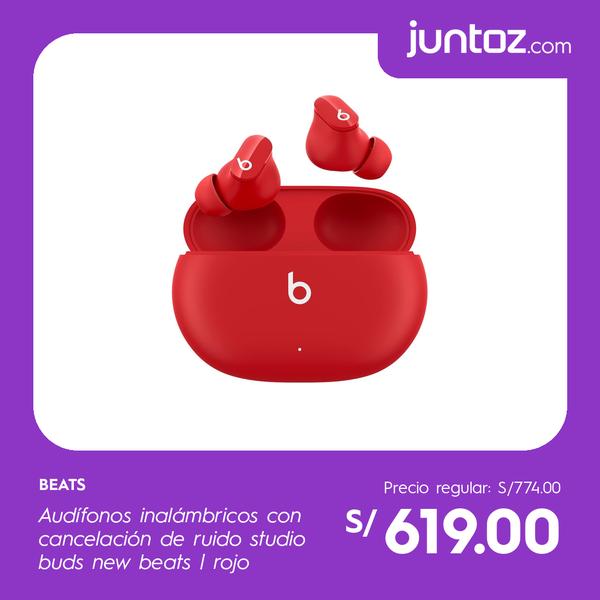 juntoz.com
b
b
b
BEATS
Audífonos inalámbricos con
cancelación de ruido studio
buds new beats | rojo
Precio regular: S/774.00
S/ 619.00